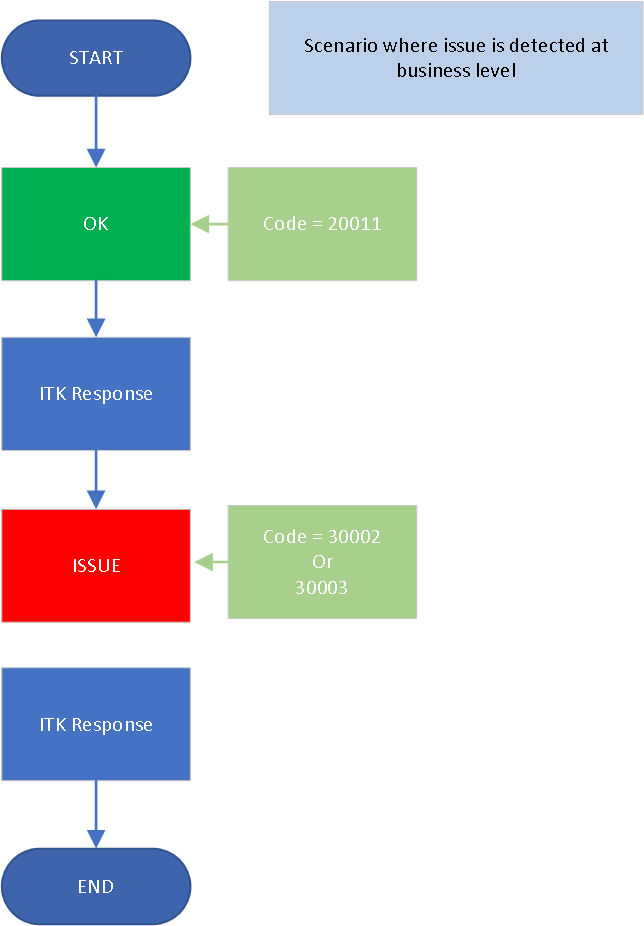 START
Scenario where issue is detected at
business level
OK
Code = 20011
ITK Response
ISSUE
Code = 30002
Or
30003
ITK Response
END